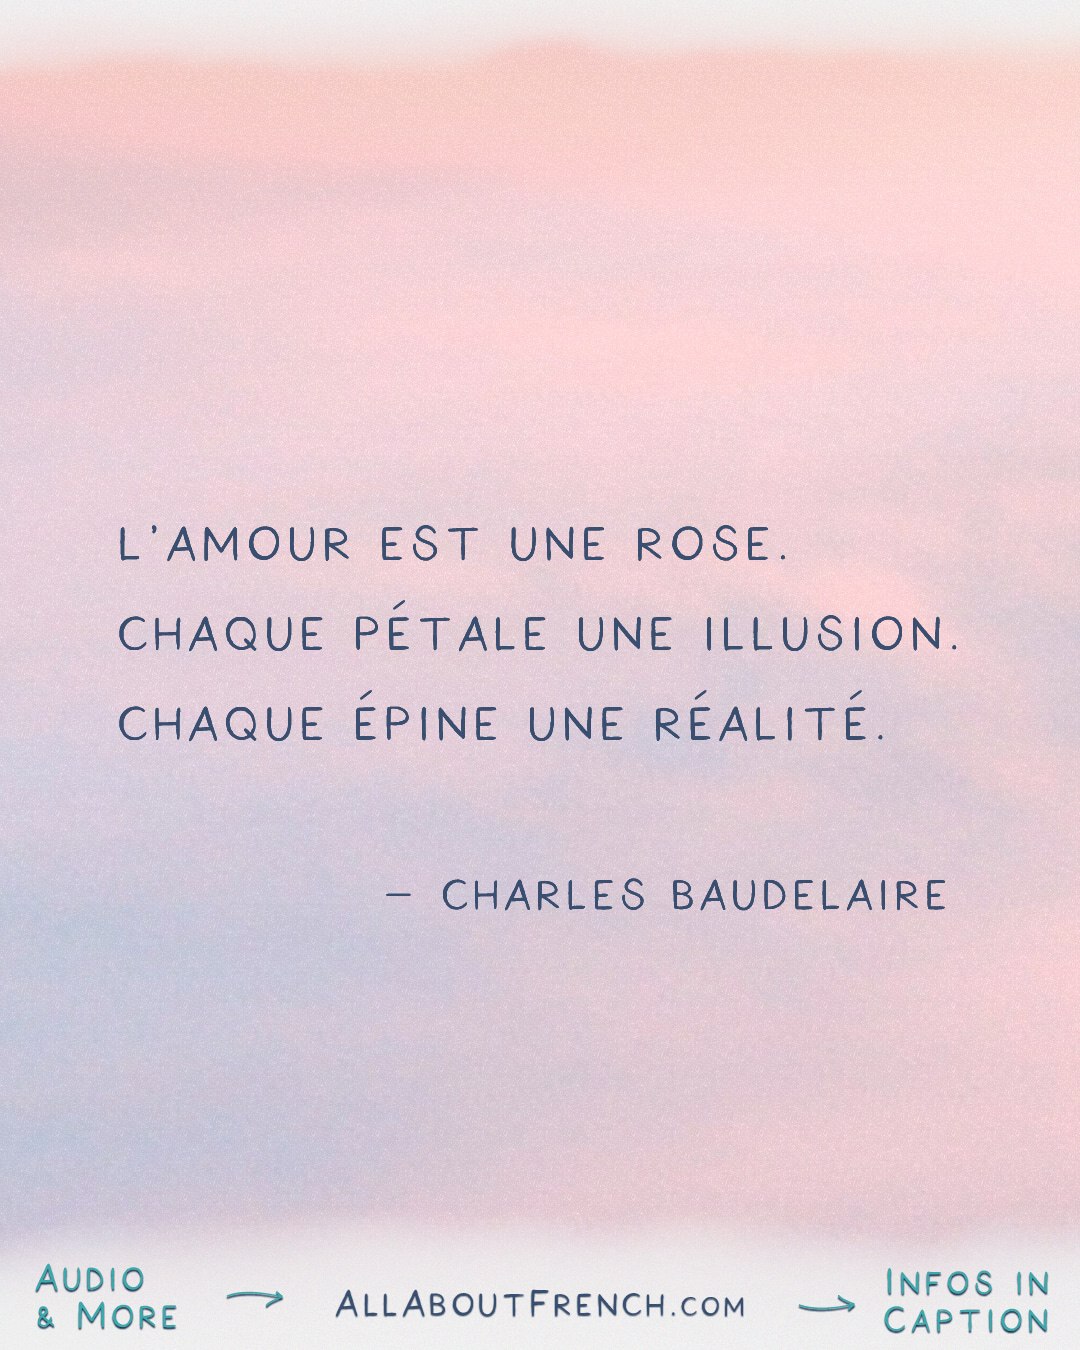 L'AMOUR EST UNE ROSE.
CHAQUE PÉTALE UNE ILLUSION.
CHAQUE ÉPINE UNE RÉALITÉ.
– CHARLES BAUDELAIRE
AUDIO
& MORE
ALLABOUTFRENCH.COM
INFOS IN
CAPTION